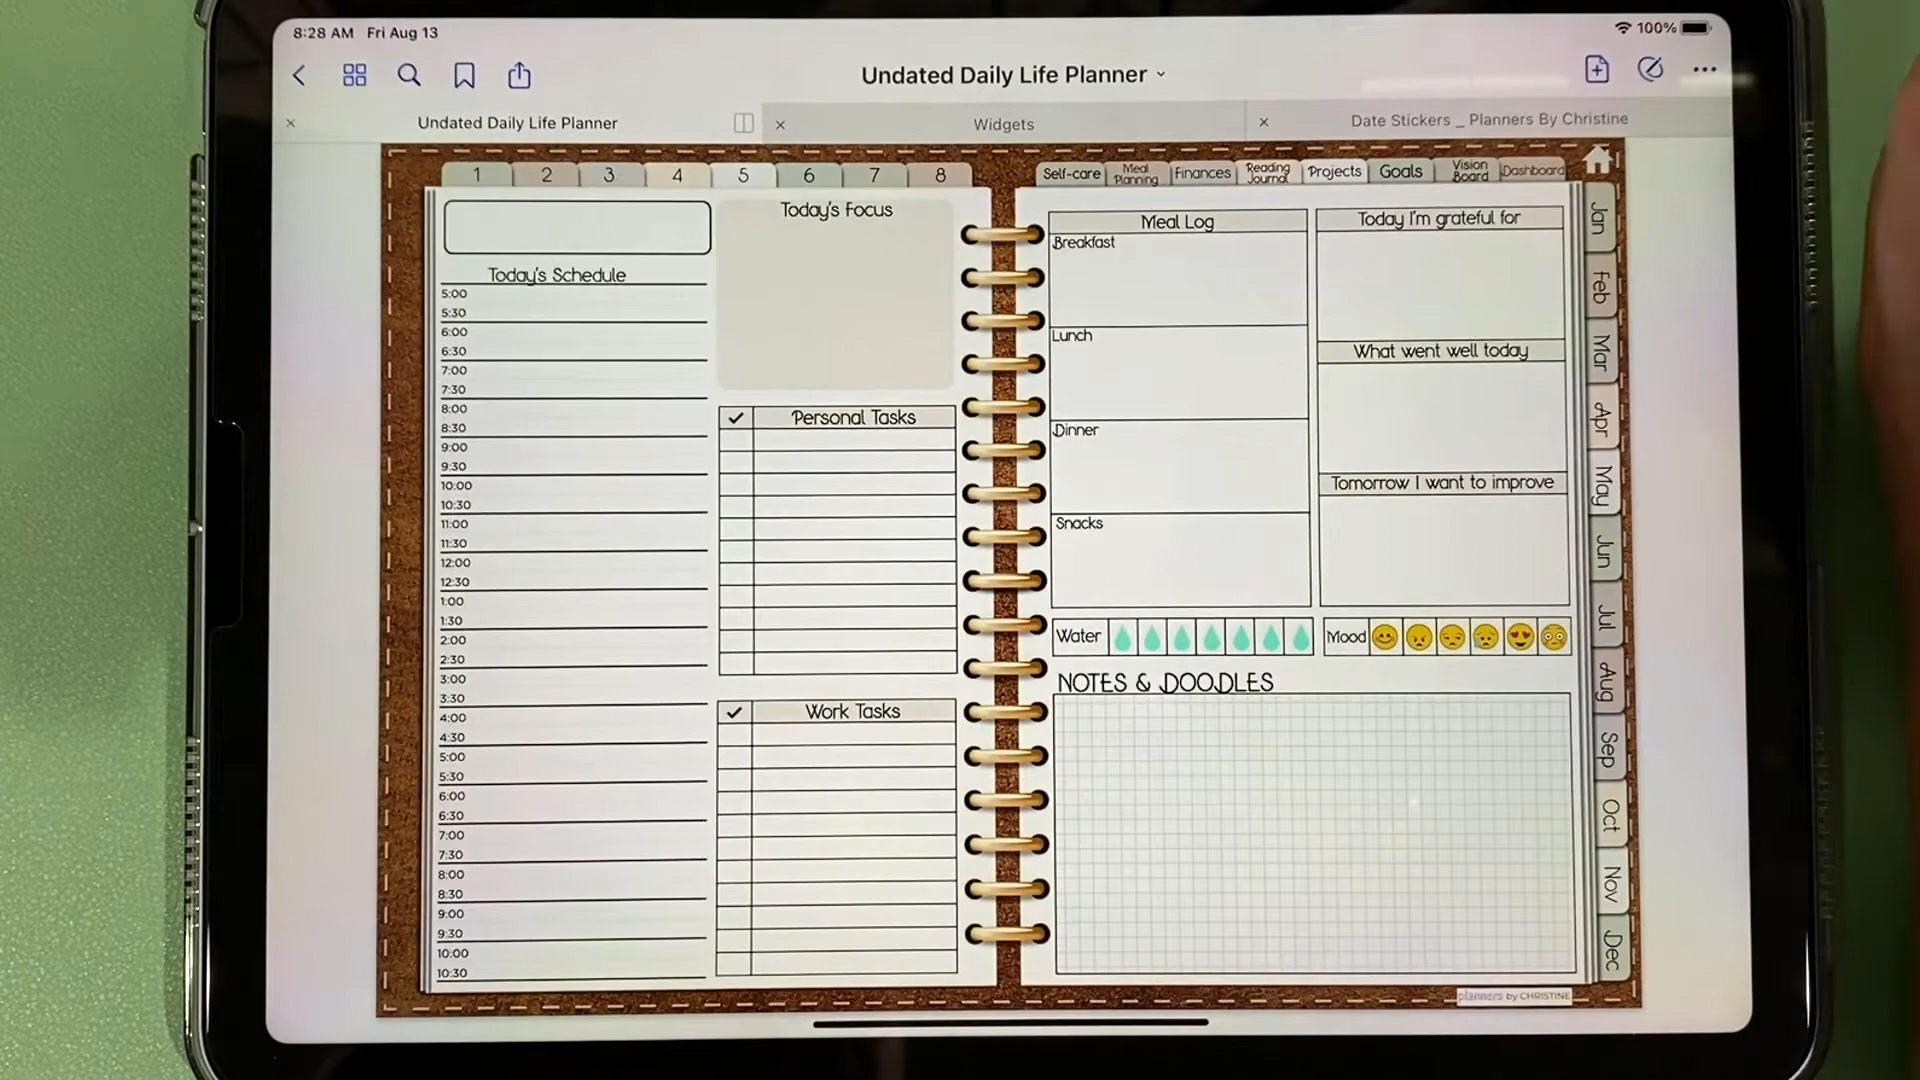 8:28 AM Fri Aug 13
100%
Undated Daily Life Planner
Undated Daily Life Planner
Widgets
Date Stickers _ Planners By Christine
1 2 3 4 5 6 7 8
Self-care
Meal Planning
Finances
Reading Journal
Projects
Goals
Vision Board
Dashboard
Today's Focus
Today's Schedule
5:00
5:30
6:00
6:30
7:00
7:30
8:00
8:30
9:00
9:30
10:00
10:30
11:00
11:30
12:00
12:30
1:00
1:30
2:00
2:30
3:00
3:30
4:00
4:30
5:00
5:30
6:00
6:30
7:00
7:30
8:00
8:30
9:00
9:30
10:00
10:30
Personal Tasks
Work Tasks
Meal Log
Breakfast
Lunch
Dinner
Snacks
Today I'm grateful for
What went well today
Tomorrow I want to improve
Water
Mood
NOTES & DOODLES
Jan
Feb
Mar
Apr
May
Jun
Jul
Aug
Sep
Oct
Nov
Dec
planners by CHRISTINE